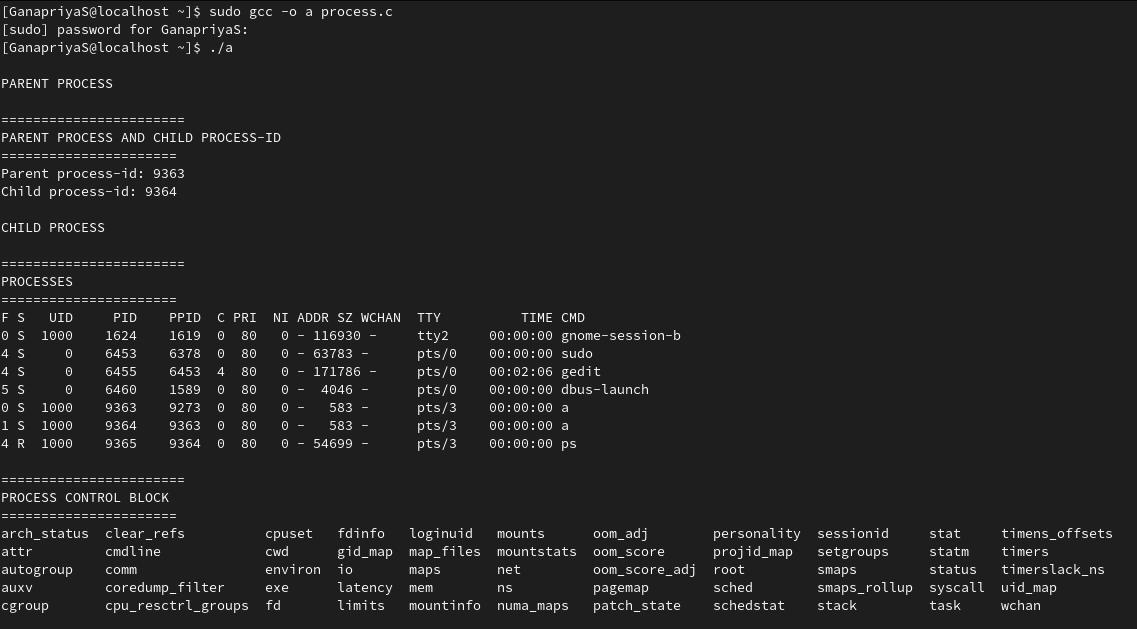 [GanapriyaS@localhost ~]$ sudo gcc -o a process.c
[sudo] password for GanapriyaS:
[GanapriyaS@localhost ~]$ ./a

PARENT PROCESS

=======================
PARENT PROCESS AND CHILD PROCESS-ID
======================
Parent process-id: 9363
Child process-id: 9364

CHILD PROCESS

=======================
PROCESSES
======================
F S   UID     PID    PPID  C PRI  NI ADDR SZ WCHAN  TTY          TIME CMD
0 S  1000    1624    1619  0  80   0 - 116930 -     tty2     00:00:00 gnome-session-b
4 S     0    6453    6378  0  80   0 - 63783 -      pts/0    00:00:00 sudo
4 S     0    6455    6453  4  80   0 - 171786 -     pts/0    00:02:06 gedit
5 S     0    6460    1589  0  80   0 -  4046 -      pts/0    00:00:00 dbus-launch
0 S  1000    9363    9273  0  80   0 -   583 -      pts/3    00:00:00 a
1 S  1000    9364    9363  0  80   0 -   583 -      pts/3    00:00:00 a
4 R  1000    9365    9364  0  80   0 - 54699 -      pts/3    00:00:00 ps

=======================
PROCESS CONTROL BLOCK
======================
arch_status  clear_refs          cpuset   fdinfo   loginuid   mounts      oom_adj        personality  sessionid     stat     timens_offsets
attr         cmdline             cwd      gid_map  map_files  mountstats  oom_score      projid_map   setgroups     statm    timers
autogroup    comm                environ  io       maps       net         oom_score_adj  root         smaps         status   timerslack_ns
auxv         coredump_filter     exe      latency  mem        ns          pagemap        sched        smaps_rollup  syscall  uid_map
cgroup       cpu_resctrl_groups  fd       limits   mountinfo  numa_maps   patch_state    schedstat    stack         task     wchan